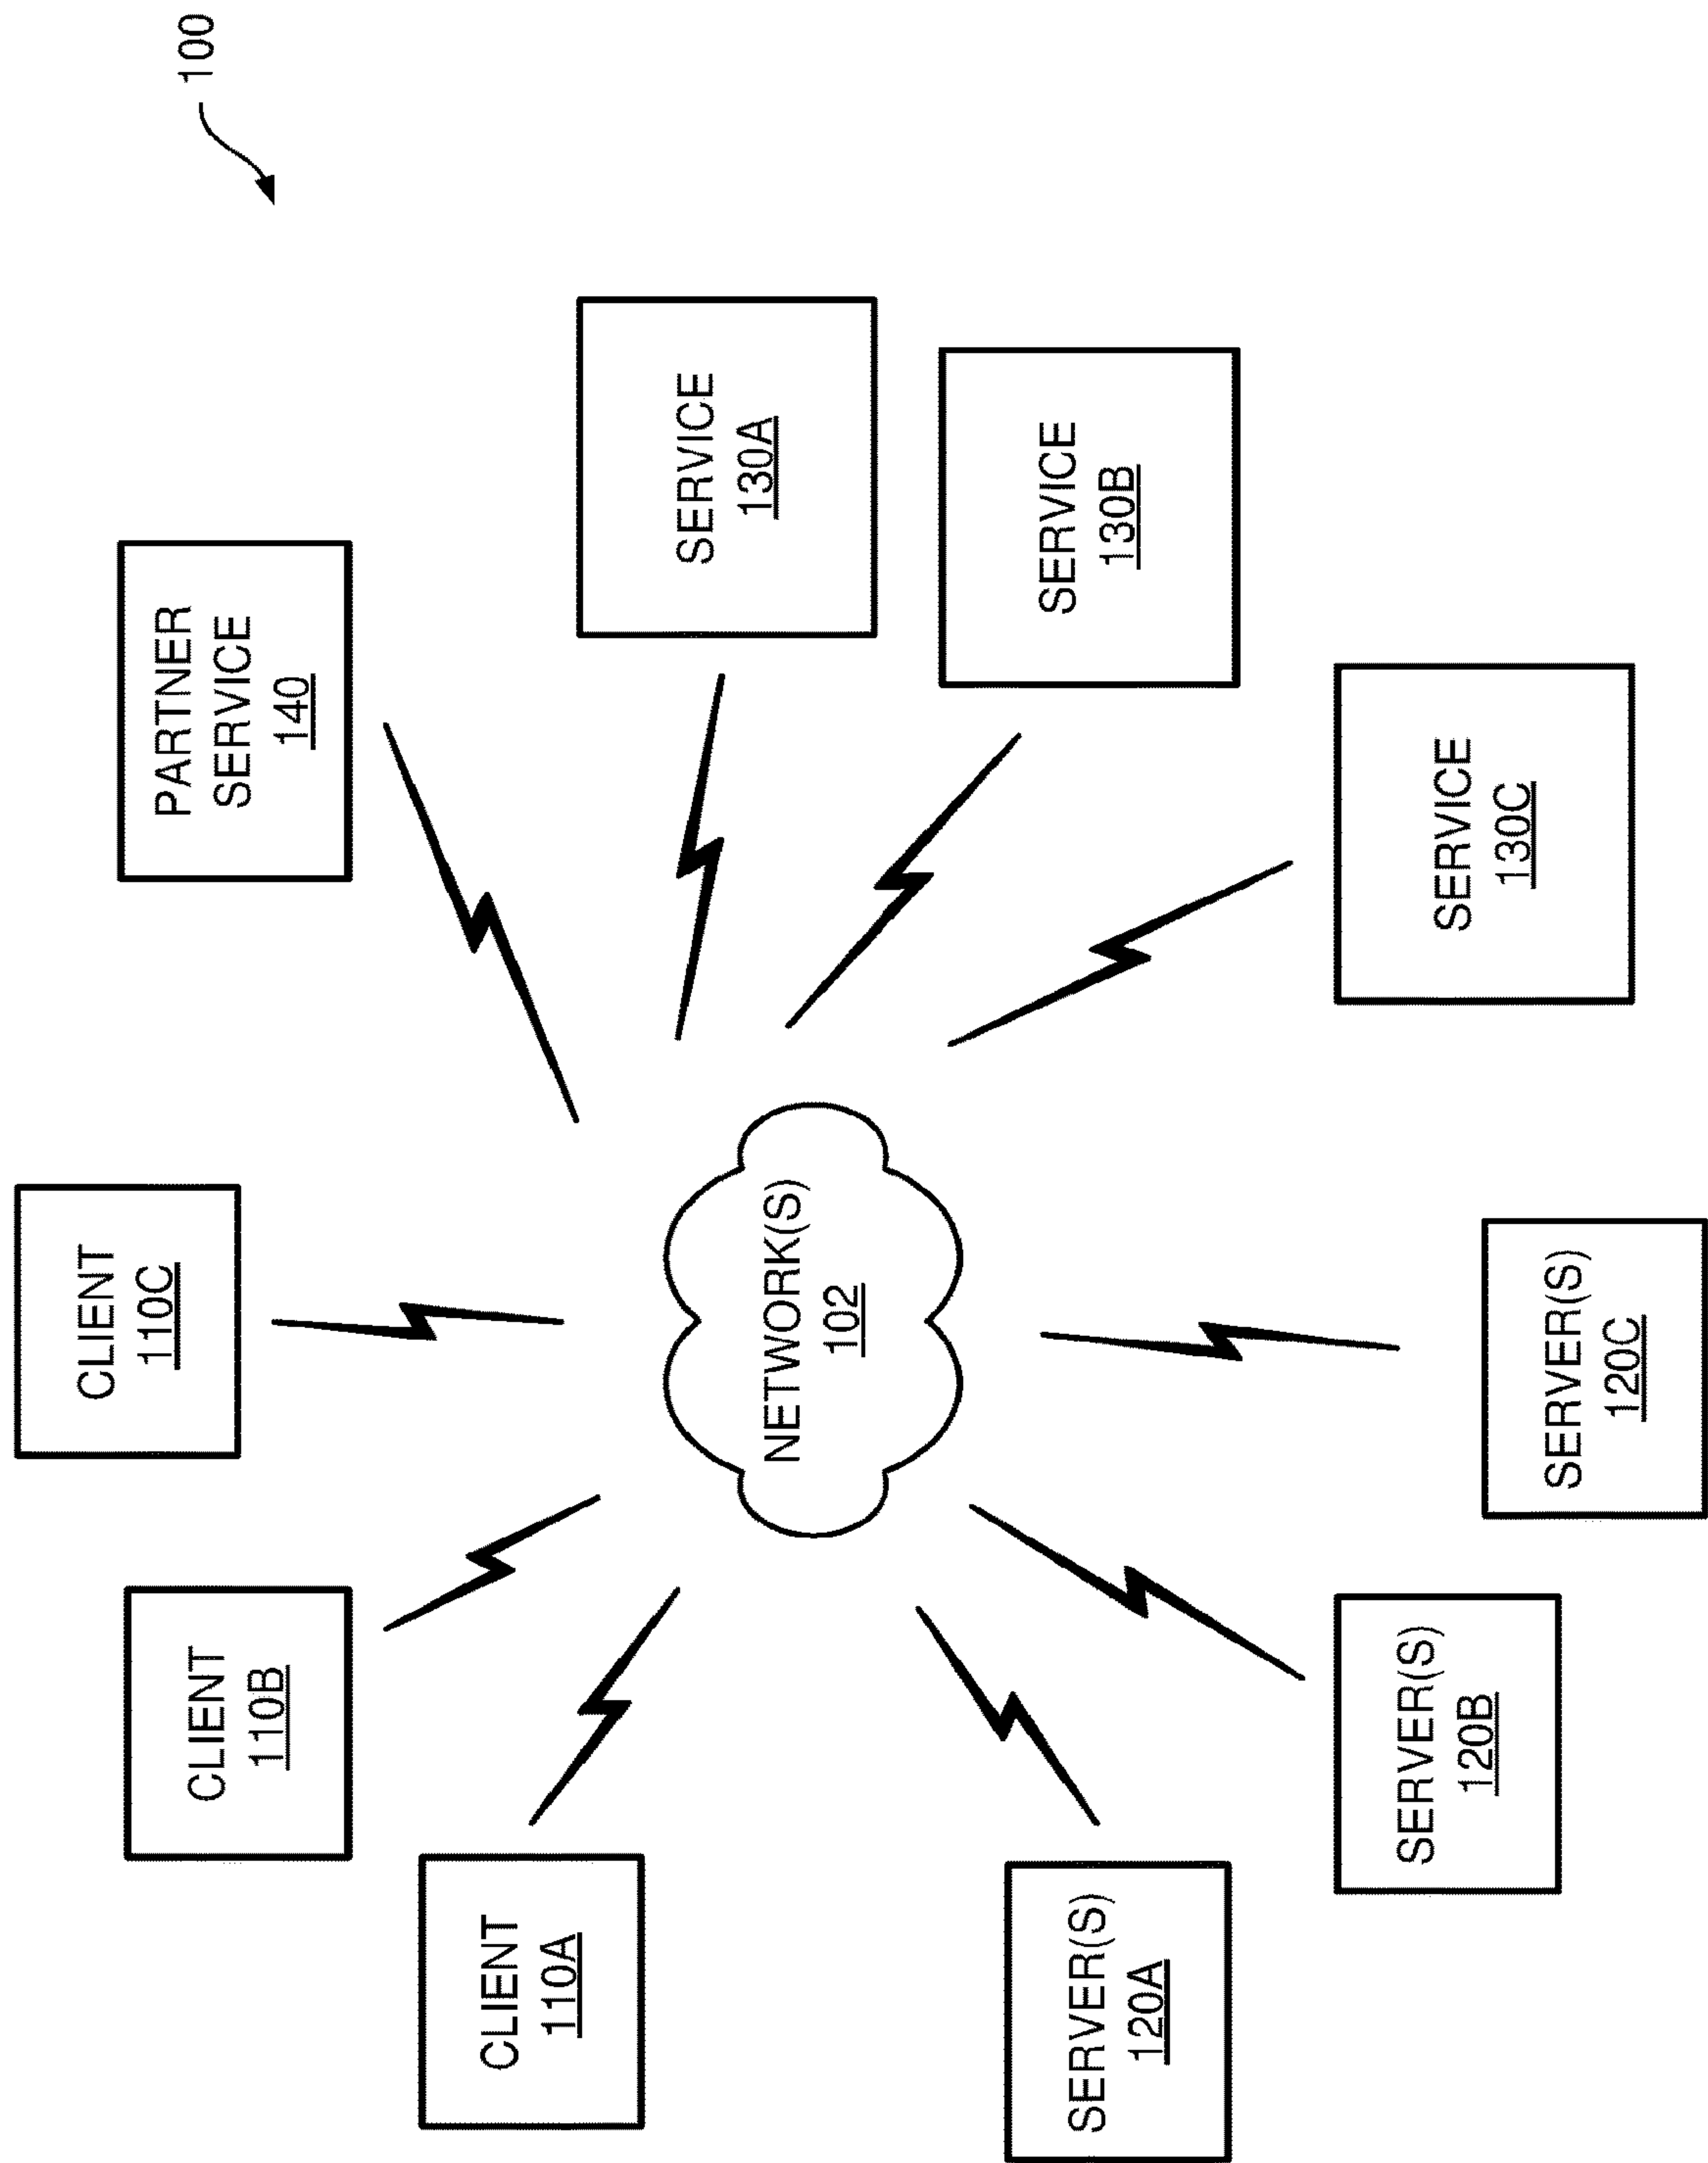 100
CLIENT
110A
CLIENT
110B
CLIENT
110C
PARTNER
SERVICE
140
SERVICE
130A
SERVICE
130B
SERVICE
130C
NETWORK(S)
102
SERVER(S)
120A
SERVER(S)
120B
SERVER(S)
120C